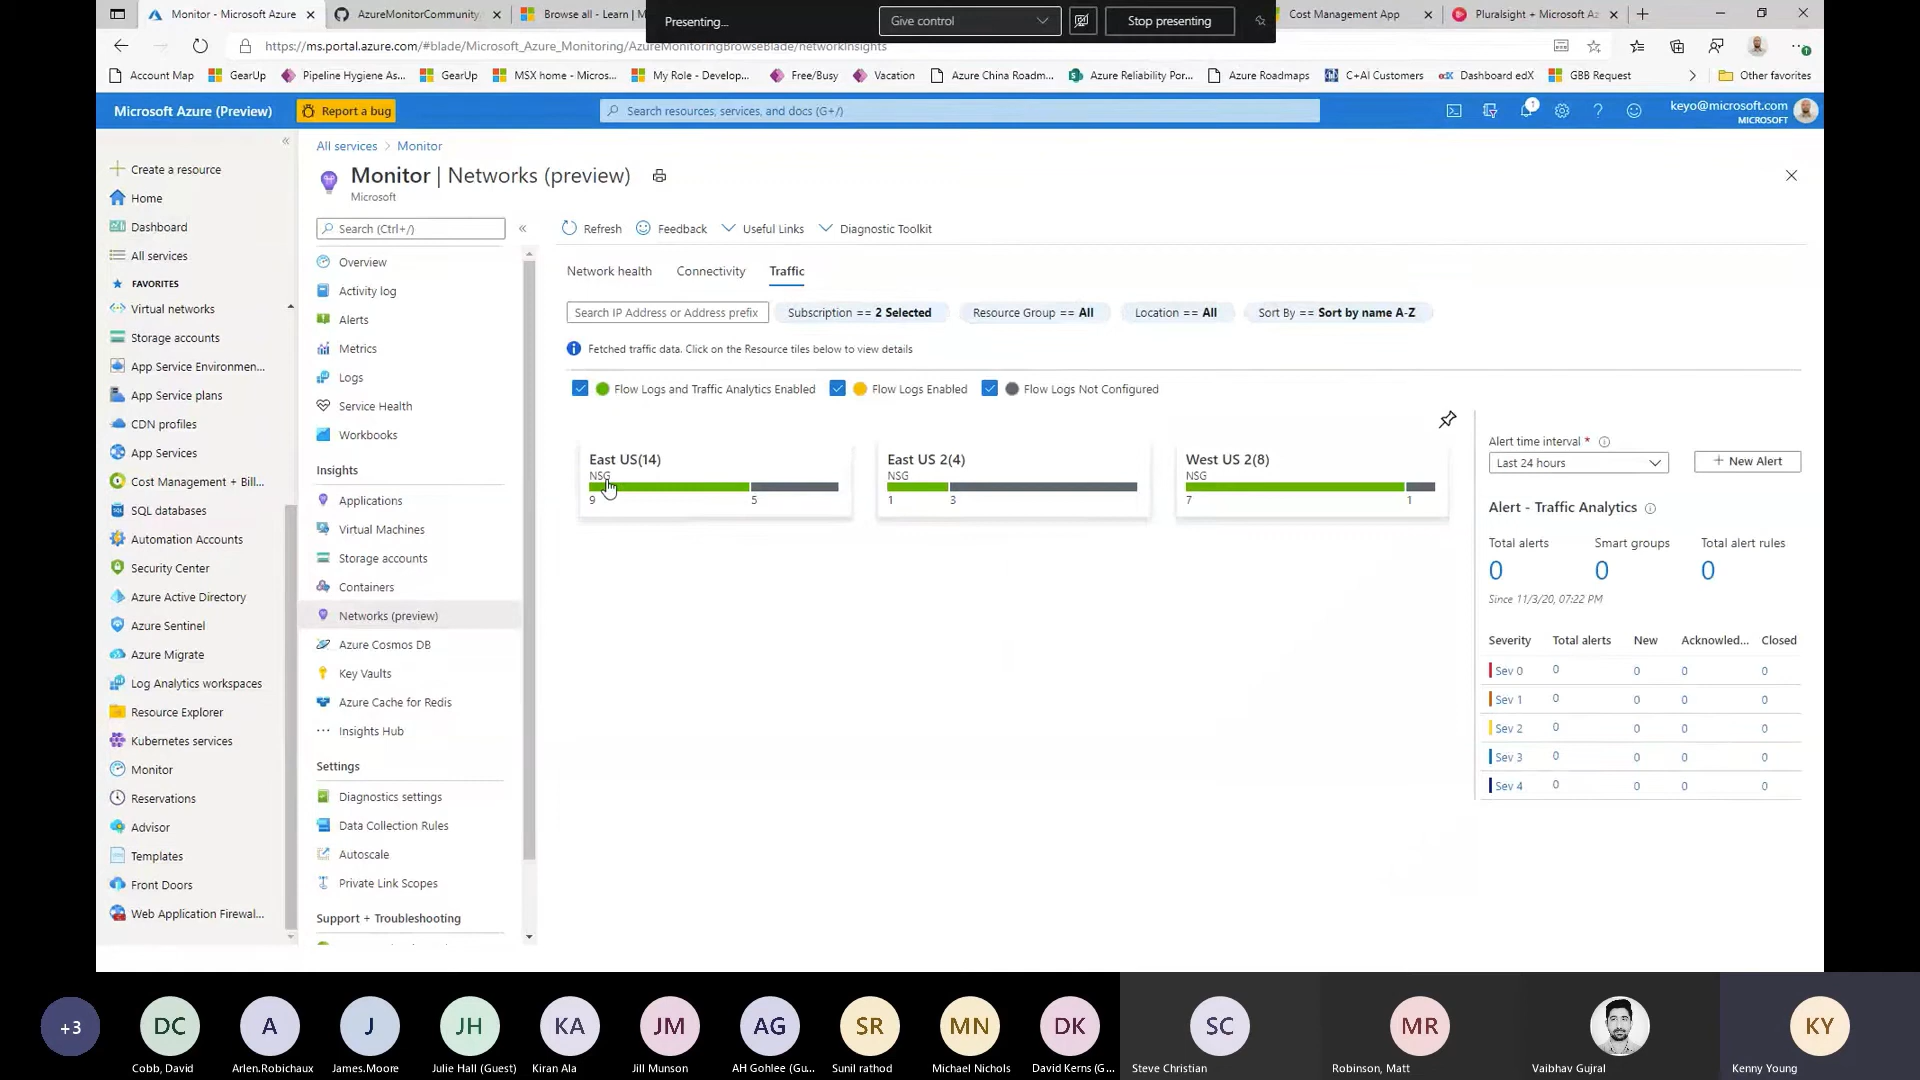 Monitor - Microsoft Azure
AzureMonitorCommunity
Browse all - Learn | M
Presenting...
Give control
Stop presenting
Cost Management App
Pluralsight + Microsoft Az
https://ms.portal.azure.com/#blade/Microsoft_Azure_Monitoring/AzureMonitoringBrowseBlade/networkInsights
Account Map
GearUp
Pipeline Hygiene As...
GearUp
MSX home - Micros...
My Role - Develop...
Free/Busy
Vacation
Azure China Roadm...
Azure Reliability Por...
Azure Roadmaps
C+AI Customers
Dashboard edX
GBB Request
Other favorites
Microsoft Azure (Preview)
Report a bug
Search resources, services, and docs (G+/)
1
keyo@microsoft.com
MICROSOFT
Create a resource
Home
Dashboard
All services
FAVORITES
Virtual networks
Storage accounts
App Service Environmen...
App Service plans
CDN profiles
App Services
Cost Management + Bill...
SQL databases
Automation Accounts
Security Center
Azure Active Directory
Azure Sentinel
Azure Migrate
Log Analytics workspaces
Resource Explorer
Kubernetes services
Monitor
Reservations
Advisor
Templates
Front Doors
Web Application Firewal...
All services > Monitor
Monitor | Networks (preview)
Microsoft
Search (Ctrl+/)
Overview
Activity log
Alerts
Metrics
Logs
Service Health
Workbooks
Insights
Applications
Virtual Machines
Storage accounts
Containers
Networks (preview)
Azure Cosmos DB
Key Vaults
Azure Cache for Redis
Insights Hub
Settings
Diagnostics settings
Data Collection Rules
Autoscale
Private Link Scopes
Support + Troubleshooting
Refresh
Feedback
Useful Links
Diagnostic Toolkit
Network health
Connectivity
Traffic
Search IP Address or Address prefix
Subscription == 2 Selected
Resource Group == All
Location == All
Sort By == Sort by name A-Z
Fetched traffic data. Click on the Resource tiles below to view details
Flow Logs and Traffic Analytics Enabled
Flow Logs Enabled
Flow Logs Not Configured
East US(14)
NSG
9 5
East US 2(4)
NSG
1 3
West US 2(8)
NSG
7 1
Alert time interval *
Last 24 hours
New Alert
Alert - Traffic Analytics
Total alerts Smart groups Total alert rules
0 0 0
Since 11/3/20, 07:22 PM
Severity Total alerts New Acknowled... Closed
Sev 0 0 0 0 0
Sev 1 0 0 0 0
Sev 2 0 0 0 0
Sev 3 0 0 0 0
Sev 4 0 0 0 0
+3
DC
Cobb, David
A
Arlen.Robichaux
J
James.Moore
JH
Julie Hall (Guest)
KA
Kiran Ala
JM
Jill Munson
AG
AH Gohlee (Gu...
SR
Sunil rathod
MN
Michael Nichols
DK
David Kerns (G...
SC
Steve Christian
MR
Robinson, Matt
Vaibhav Gujral
KY
Kenny Young